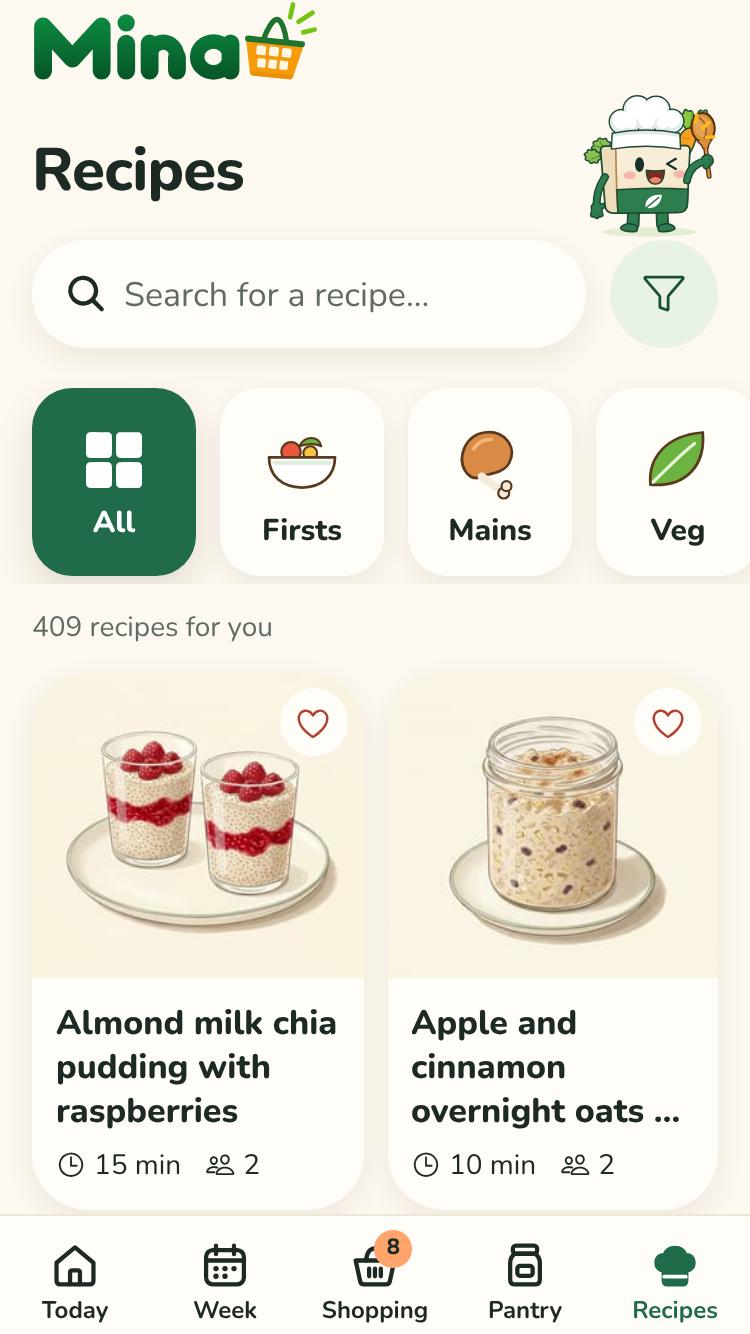 Mina
Recipes
Search for a recipe...
All
Firsts
Mains
Veg
409 recipes for you
Almond milk chia
pudding with
raspberries
15 min 2
Apple and
cinnamon
overnight oats ...
10 min 2
8
Today
Week
Shopping
Pantry
Recipes